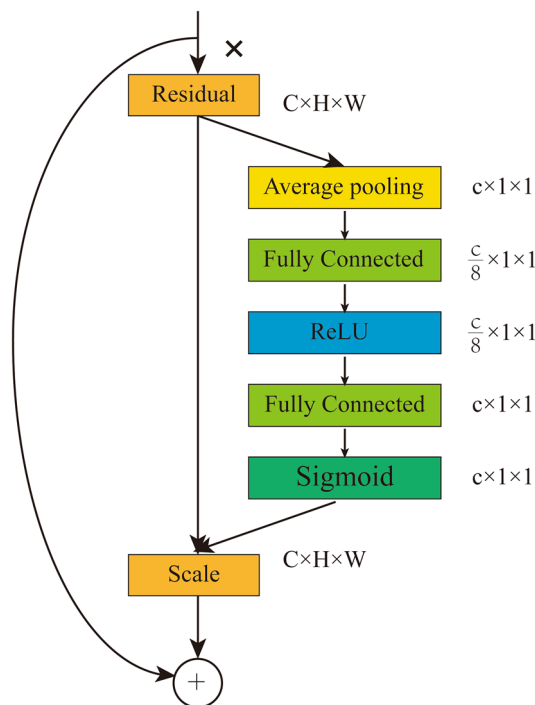 ×
Residual
C×H×W
Average pooling
c×1×1
Fully Connected
c/8×1×1
ReLU
c/8×1×1
Fully Connected
c×1×1
Sigmoid
c×1×1
C×H×W
Scale
+